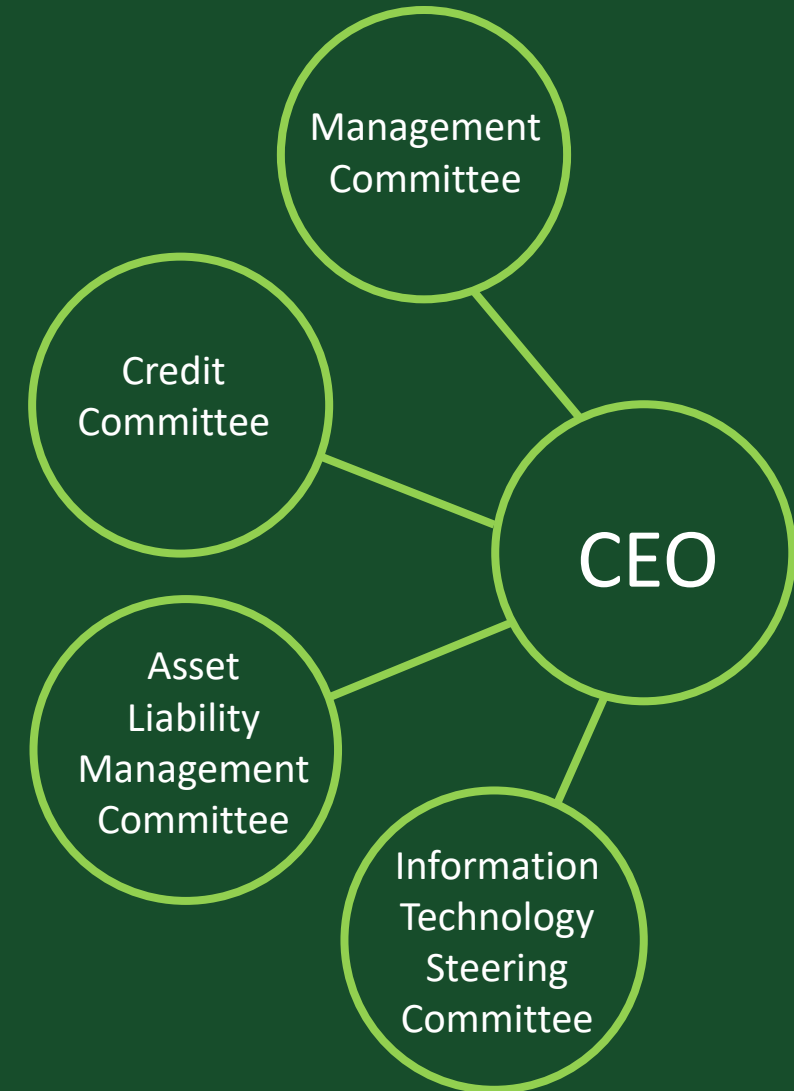 Management
Committee
Credit
Committee
CEO
Asset
Liability
Management
Committee
Information
Technology
Steering
Committee